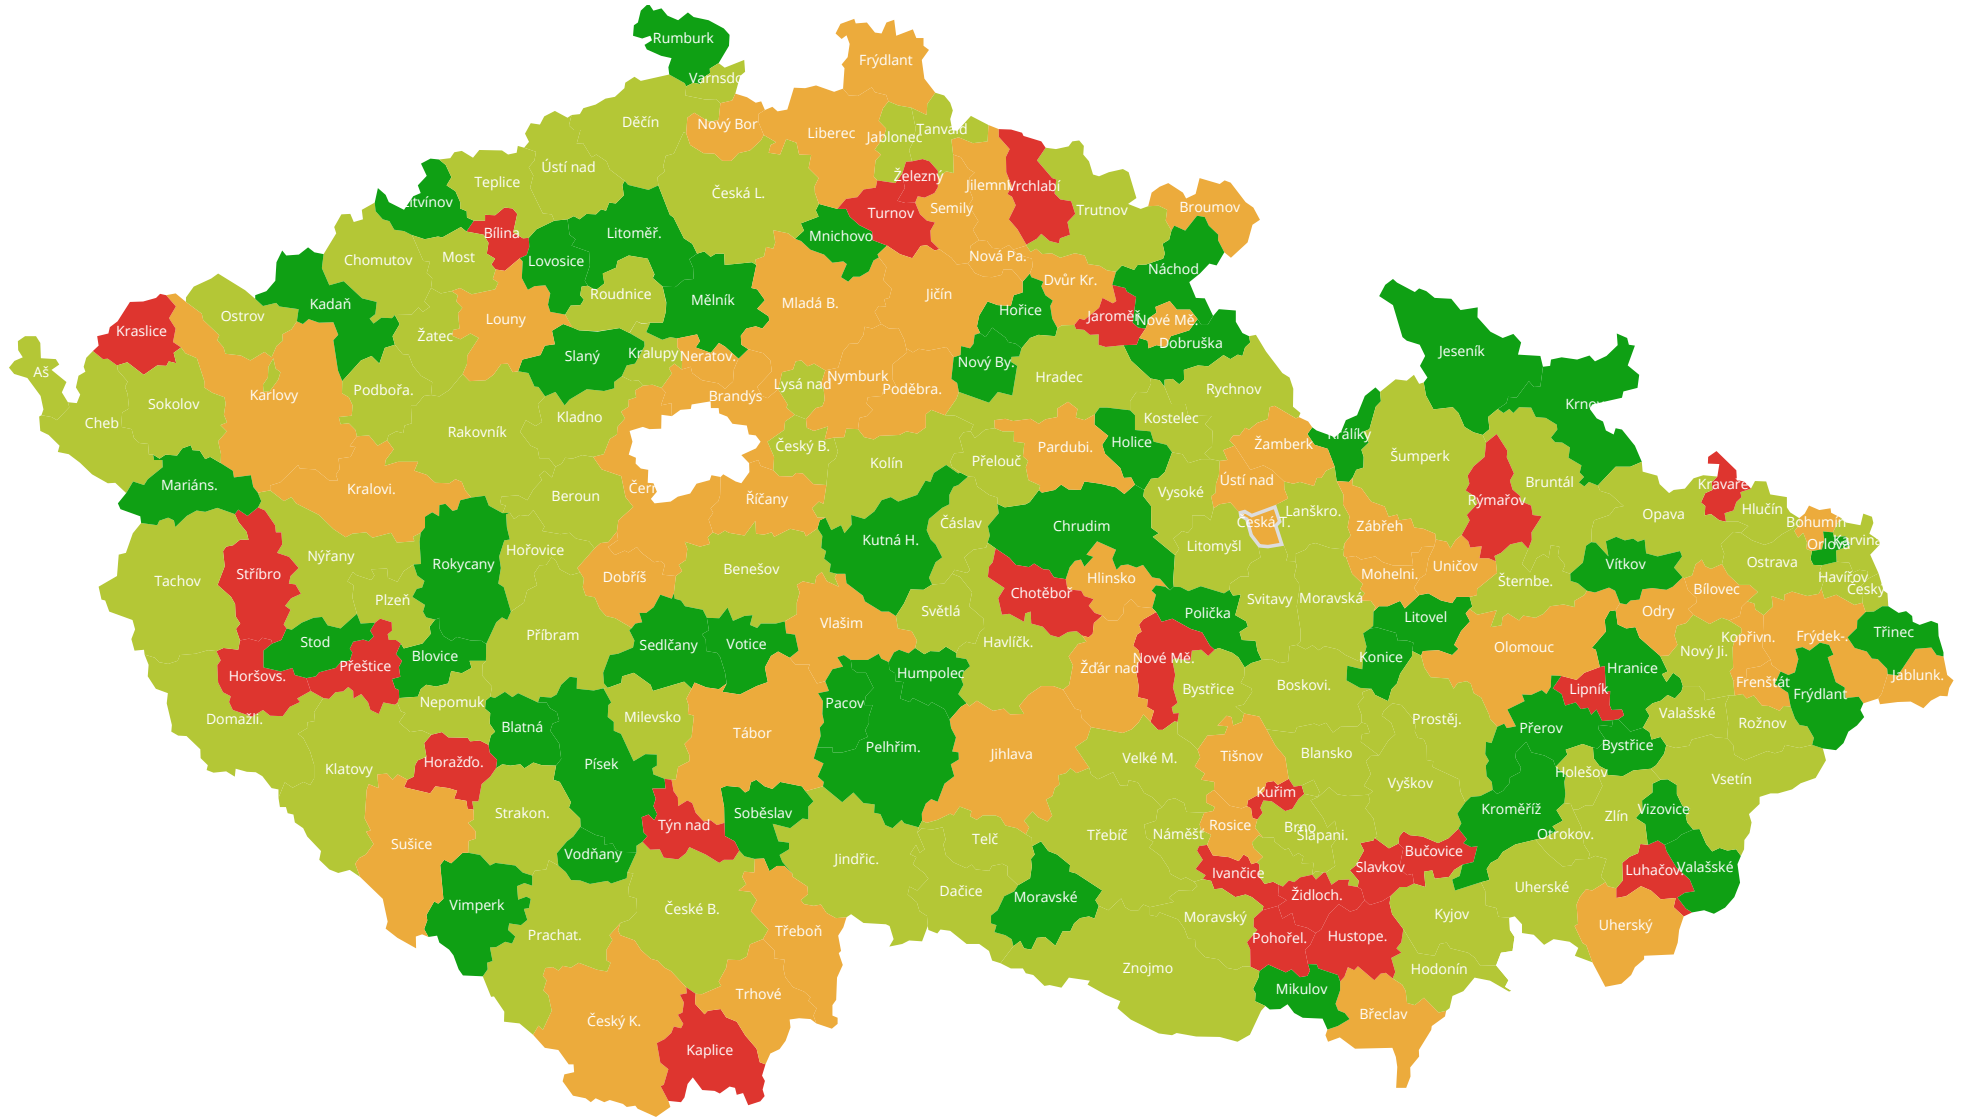 Rumburk
Frýdlant
Varnsdo
Děčín
Nový Bor
Liberec
Jablonec
Tanvald
Ústí nad
Teplice
Česká L.
Železný
Jilemni
Vrchlabí
Turnov
Semily
Trutnov
Broumov
Litvínov
Bílina
Litoměř.
Mnichovo
Chomutov
Most
Lovosice
Nová Pa.
Náchod
Roudnice
Mělník
Mladá B.
Jičín
Dvůr Kr.
Kadaň
Ostrov
Louny
Hořice
Jaroměř
Nové Mě.
Kraslice
Žatec
Slaný
Kralupy
Neratov.
Dobruška
Jeseník
Aš
Nový By.
Nymburk
Hradec
Lysá nad
Poděbra.
Rychnov
Podbořa.
Karlovy
Brandýs
Sokolov
Krnov
Cheb
Kladno
Kostelec
Rakovník
Český B.
Pardubi.
Holice
Žamberk
Králíky
Šumperk
Kolín
Přelouč
Mariáns.
Kralovi.
Beroun
Čern
Říčany
Vysoké
Ústí nad
Rýmařov
Bruntál
Kravaře
Hlučín
Opava
Lanškro.
Čáslav
Chrudim
Česká T.
Zábřeh
Bohumín
Kutná H.
Hořovice
Litomyšl
Orlová
Karviná
Nýřany
Rokycany
Stříbro
Tachov
Dobříš
Benešov
Hlinsko
Mohelni.
Uničov
Šternbe.
Vítkov
Ostrava
Havířov
Český
Plzeň
Chotěboř
Svitavy
Moravská
Bílovec
Světlá
Polička
Litovel
Odry
Vlašim
Příbram
Stod
Sedlčany
Votice
Havlíčk.
Kopřivn.
Frýdek-.
Třinec
Přeštice
Blovice
Olomouc
Nový Ji.
Horšovs.
Humpolec
Žďár nad
Nové Mě.
Konice
Hranice
Jablunk.
Nepomuk
Pacov
Bystřice
Boskovi.
Lipník
Frenštát
Frýdlant
Domažli.
Milevsko
Blatná
Tábor
Prostěj.
Přerov
Valašské
Rožnov
Pelhřim.
Jihlava
Velké M.
Tišnov
Blansko
Bystřice
Klatovy
Horažďo.
Písek
Holešov
Vsetín
Vyškov
Kuřim
Strakon.
Soběslav
Týn nad
Kroměříž
Vizovice
Zlín
Sušice
Vodňany
Telč
Třebíč
Náměšť
Rosice
Brno
Šlapani.
Otrokov.
Jindřic.
Bučovice
Slavkov
Ivančice
Luhačov.
Valašské
Vimperk
České B.
Dačice
Moravské
Židloch.
Uherské
Moravský
Kyjov
Prachat.
Třeboň
Pohořel.
Hustope.
Uherský
Znojmo
Hodonín
Trhové
Mikulov
Český K.
Břeclav
Kaplice